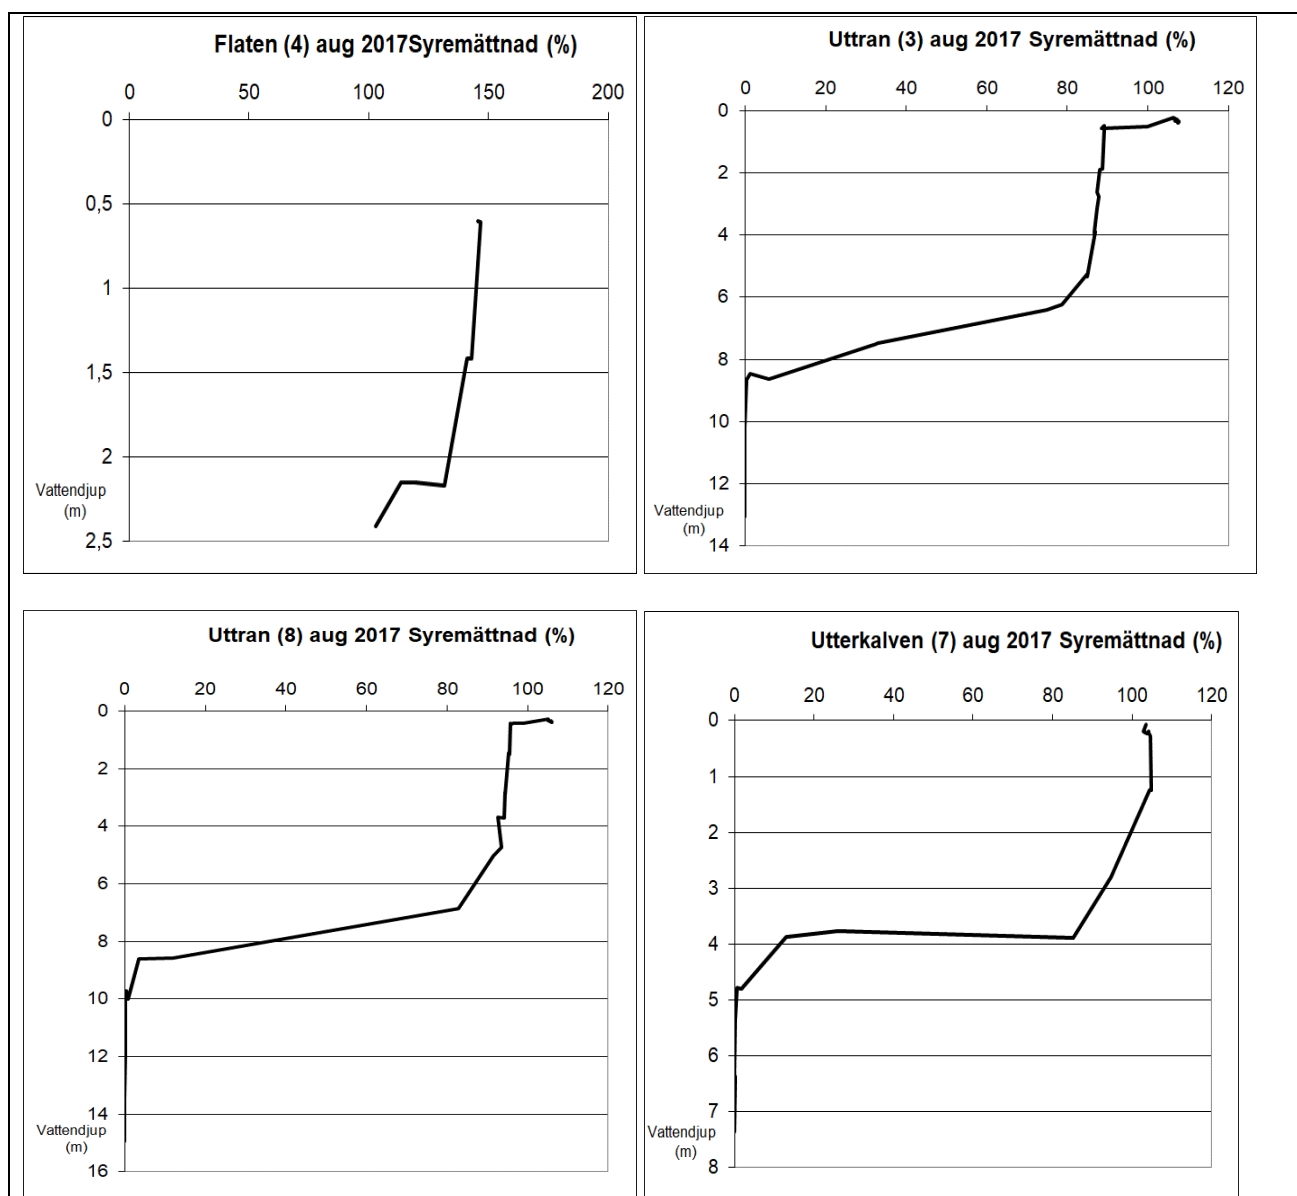 Flaten (4) aug 2017Syremättnad (%)
0 50 100 150 200
0
0,5
1
1,5
2
Vattendjup
(m)
2,5
Uttran (3) aug 2017 Syremättnad (%)
0 20 40 60 80 100 120
0
2
4
6
8
10
12
Vattendjup
(m)
14
Uttran (8) aug 2017 Syremättnad (%)
0 20 40 60 80 100 120
0
2
4
6
8
10
12
14
Vattendjup
(m)
16
Utterkalven (7) aug 2017 Syremättnad (%)
0 20 40 60 80 100 120
0
1
2
3
4
5
6
7
Vattendjup
(m)
8